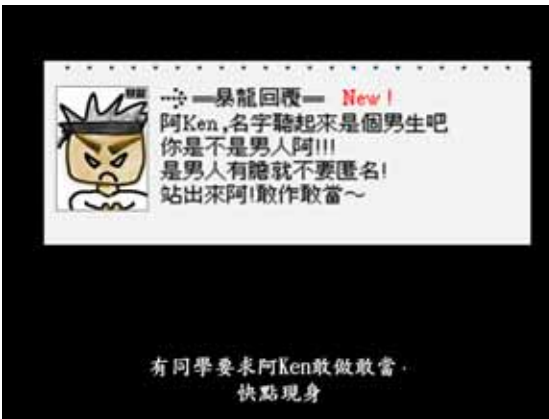 ═暴龍回覆═ New!
阿Ken,名字聽起來是個男生吧
你是不是男人阿!!!
是男人有膽就不要匿名!
站出來阿!敢作敢當～
有同學要求阿Ken敢做敢當．
快點現身